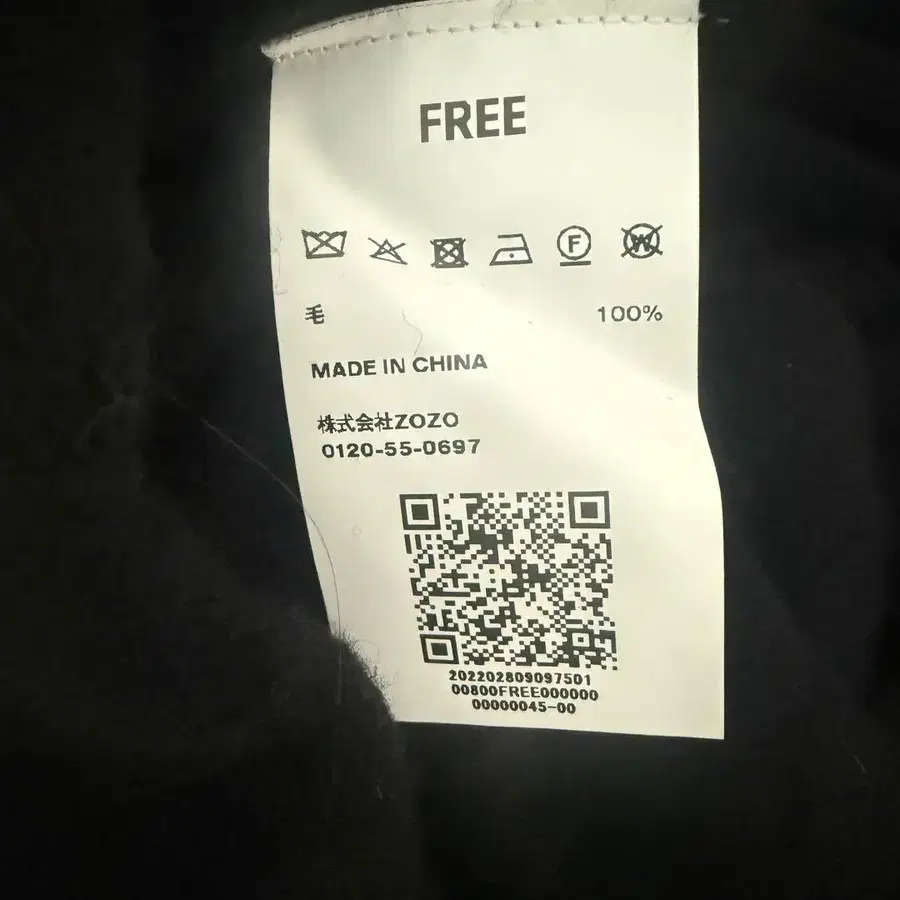 FREE
F W
毛 100%
MADE IN CHINA
株式会社ZOZO
0120-55-0697
202202809097501
00800FREE000000
00000045-00